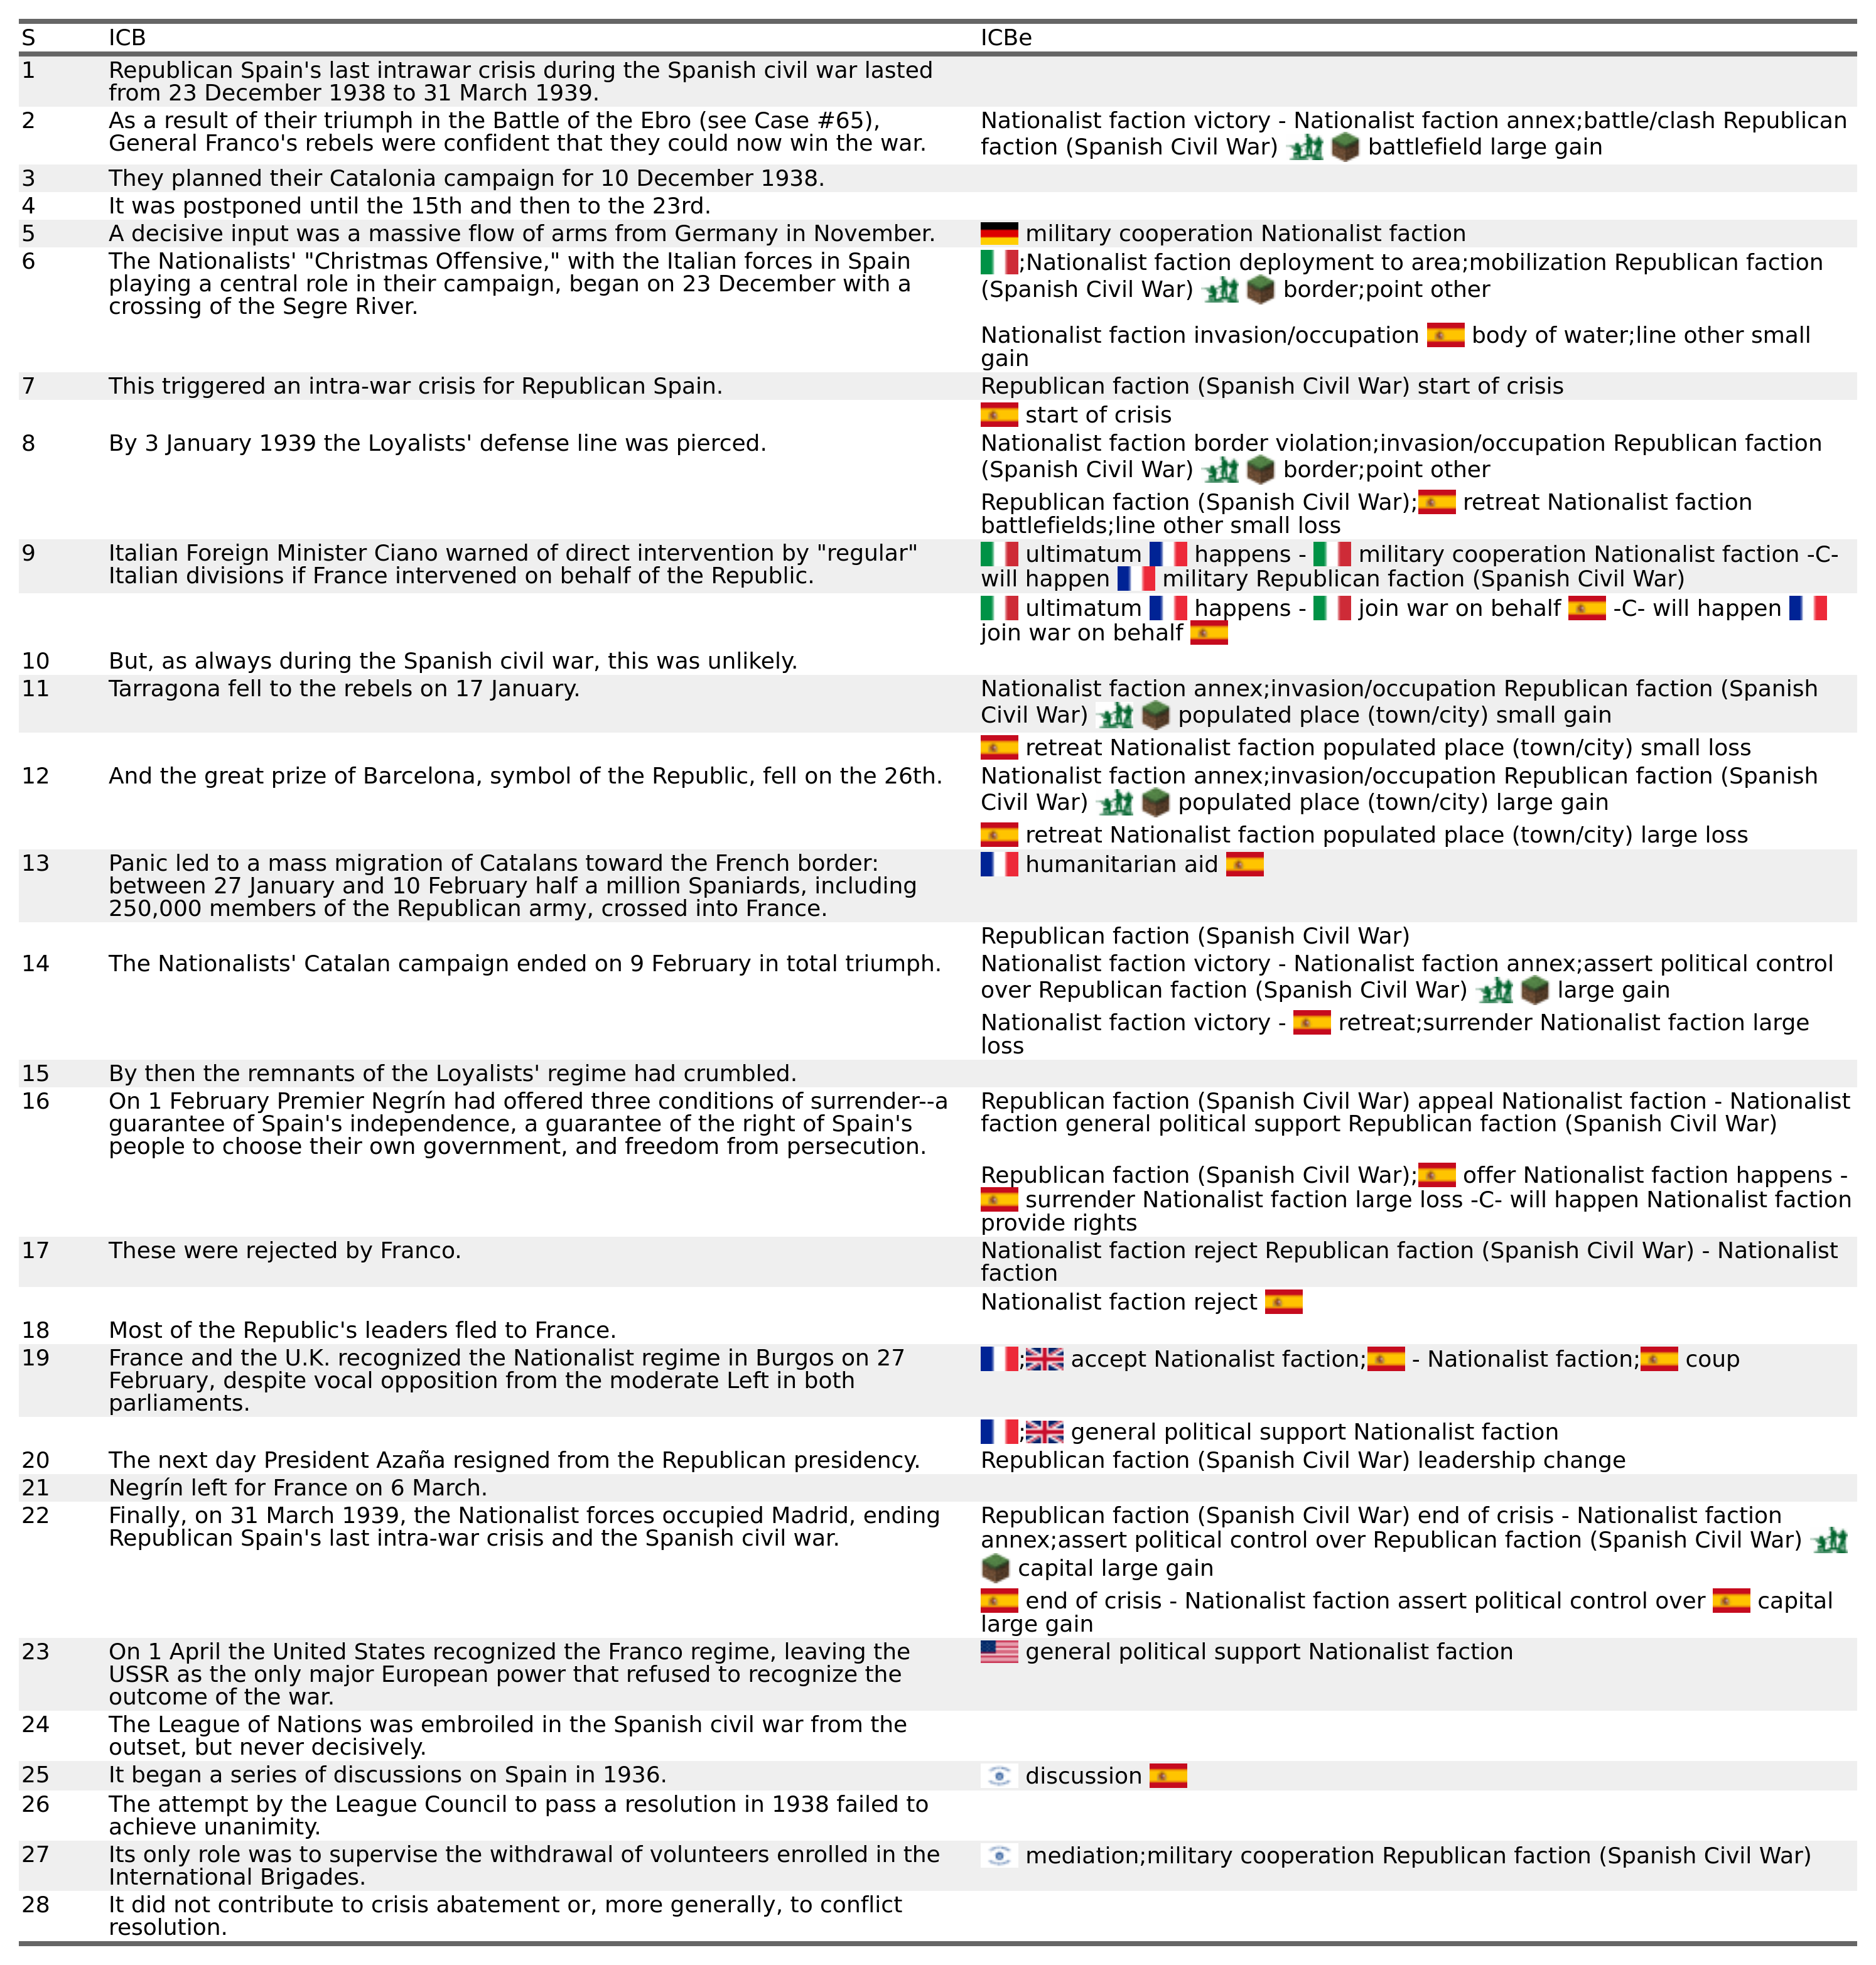 S ICB ICBe
1 Republican Spain's last intrawar crisis during the Spanish civil war lasted
from 23 December 1938 to 31 March 1939.
2 As a result of their triumph in the Battle of the Ebro (see Case #65),
General Franco's rebels were confident that they could now win the war.
Nationalist faction victory - Nationalist faction annex;battle/clash Republican
faction (Spanish Civil War) battlefield large gain
3 They planned their Catalonia campaign for 10 December 1938.
4 It was postponed until the 15th and then to the 23rd.
5 A decisive input was a massive flow of arms from Germany in November.
military cooperation Nationalist faction
6 The Nationalists' "Christmas Offensive," with the Italian forces in Spain
playing a central role in their campaign, began on 23 December with a
crossing of the Segre River.
;Nationalist faction deployment to area;mobilization Republican faction
(Spanish Civil War) border;point other
Nationalist faction invasion/occupation body of water;line other small
gain
7 This triggered an intra-war crisis for Republican Spain.
Republican faction (Spanish Civil War) start of crisis
start of crisis
8 By 3 January 1939 the Loyalists' defense line was pierced.
Nationalist faction border violation;invasion/occupation Republican faction
(Spanish Civil War) border;point other
Republican faction (Spanish Civil War); retreat Nationalist faction
battlefields;line other small loss
9 Italian Foreign Minister Ciano warned of direct intervention by "regular"
Italian divisions if France intervened on behalf of the Republic.
ultimatum happens - military cooperation Nationalist faction -C-
will happen military Republican faction (Spanish Civil War)
ultimatum happens - join war on behalf -C- will happen
join war on behalf
10 But, as always during the Spanish civil war, this was unlikely.
11 Tarragona fell to the rebels on 17 January.
Nationalist faction annex;invasion/occupation Republican faction (Spanish
Civil War) populated place (town/city) small gain
retreat Nationalist faction populated place (town/city) small loss
12 And the great prize of Barcelona, symbol of the Republic, fell on the 26th.
Nationalist faction annex;invasion/occupation Republican faction (Spanish
Civil War) populated place (town/city) large gain
retreat Nationalist faction populated place (town/city) large loss
13 Panic led to a mass migration of Catalans toward the French border:
between 27 January and 10 February half a million Spaniards, including
250,000 members of the Republican army, crossed into France.
humanitarian aid
Republican faction (Spanish Civil War)
14 The Nationalists' Catalan campaign ended on 9 February in total triumph.
Nationalist faction victory - Nationalist faction annex;assert political control
over Republican faction (Spanish Civil War) large gain
Nationalist faction victory - retreat;surrender Nationalist faction large
loss
15 By then the remnants of the Loyalists' regime had crumbled.
16 On 1 February Premier Negrín had offered three conditions of surrender--a
guarantee of Spain's independence, a guarantee of the right of Spain's
people to choose their own government, and freedom from persecution.
Republican faction (Spanish Civil War) appeal Nationalist faction - Nationalist
faction general political support Republican faction (Spanish Civil War)
Republican faction (Spanish Civil War); offer Nationalist faction happens -
surrender Nationalist faction large loss -C- will happen Nationalist faction
provide rights
17 These were rejected by Franco.
Nationalist faction reject Republican faction (Spanish Civil War) - Nationalist
faction
Nationalist faction reject
18 Most of the Republic's leaders fled to France.
19 France and the U.K. recognized the Nationalist regime in Burgos on 27
February, despite vocal opposition from the moderate Left in both
parliaments.
; accept Nationalist faction; - Nationalist faction; coup
; general political support Nationalist faction
20 The next day President Azaña resigned from the Republican presidency.
Republican faction (Spanish Civil War) leadership change
21 Negrín left for France on 6 March.
22 Finally, on 31 March 1939, the Nationalist forces occupied Madrid, ending
Republican Spain's last intra-war crisis and the Spanish civil war.
Republican faction (Spanish Civil War) end of crisis - Nationalist faction
annex;assert political control over Republican faction (Spanish Civil War)
capital large gain
end of crisis - Nationalist faction assert political control over capital
large gain
23 On 1 April the United States recognized the Franco regime, leaving the
USSR as the only major European power that refused to recognize the
outcome of the war.
general political support Nationalist faction
24 The League of Nations was embroiled in the Spanish civil war from the
outset, but never decisively.
25 It began a series of discussions on Spain in 1936.
discussion
26 The attempt by the League Council to pass a resolution in 1938 failed to
achieve unanimity.
27 Its only role was to supervise the withdrawal of volunteers enrolled in the
International Brigades.
mediation;military cooperation Republican faction (Spanish Civil War)
28 It did not contribute to crisis abatement or, more generally, to conflict
resolution.